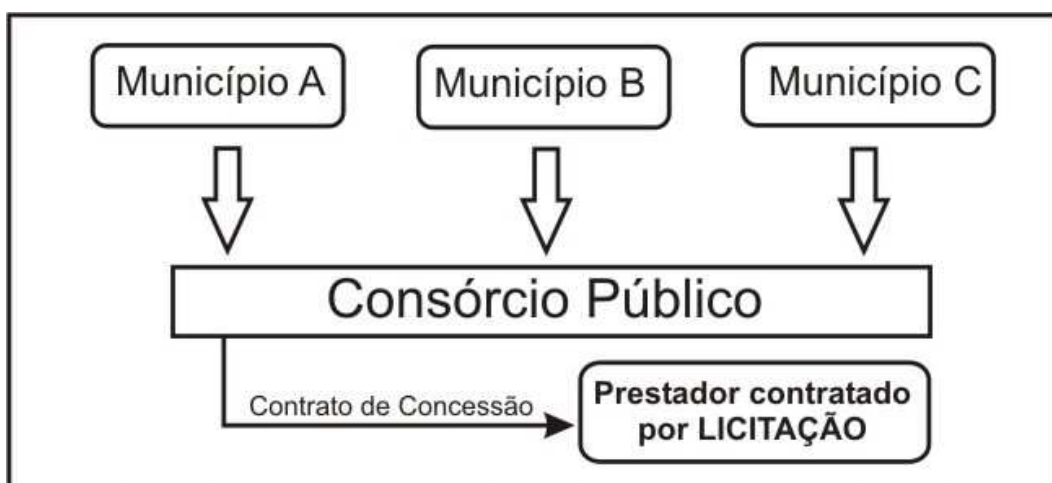 Município A
Município B
Município C
Consórcio Público
Contrato de Concessão
Prestador contratado
por LICITAÇÃO